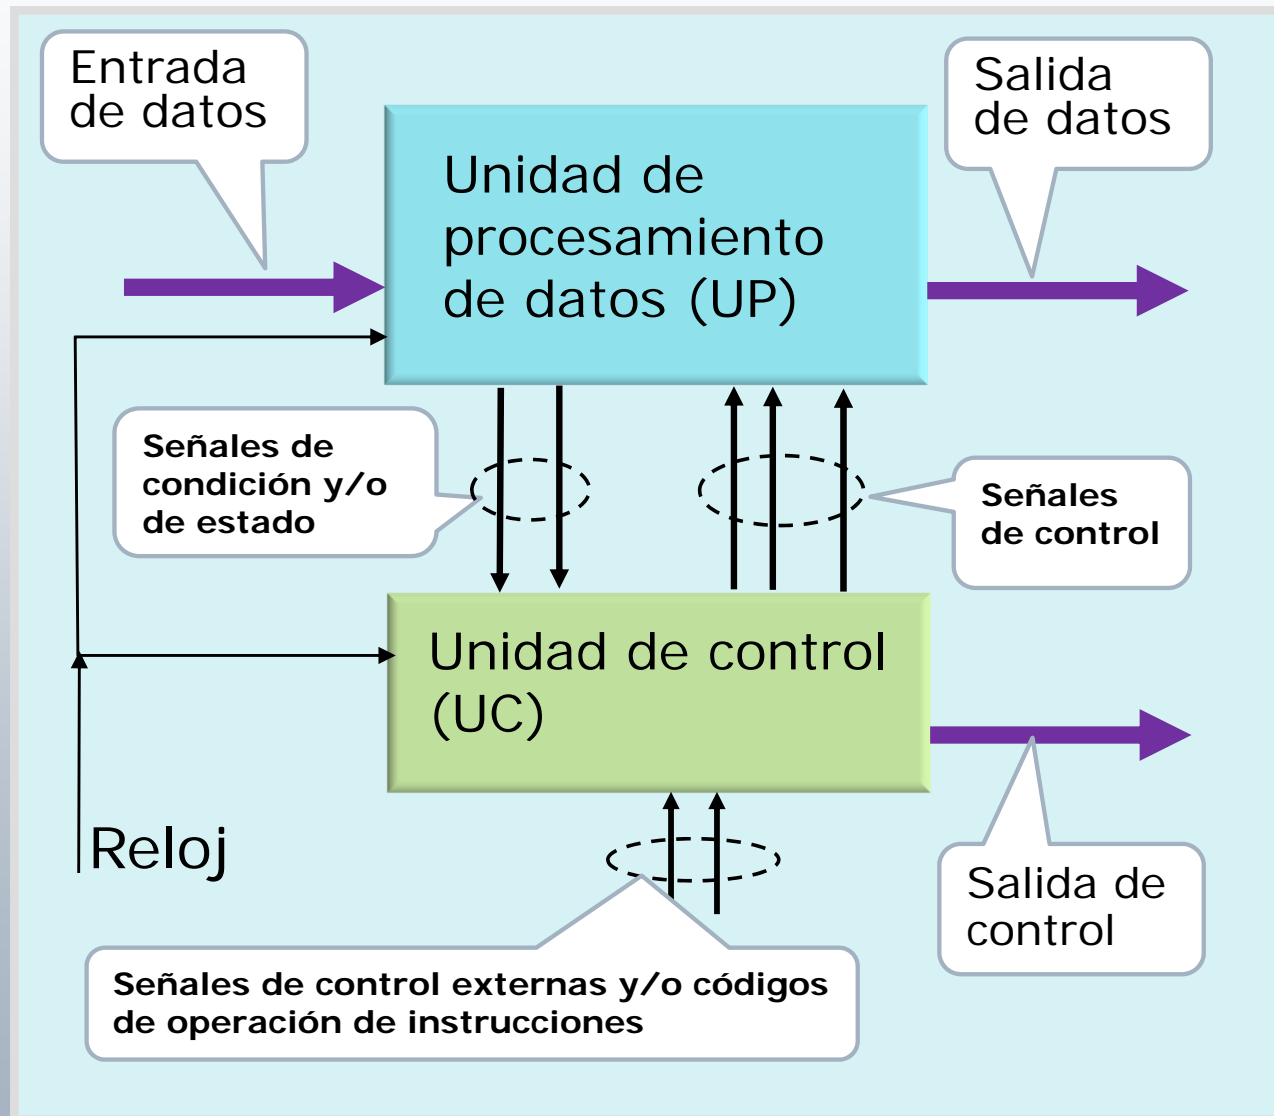 Entrada
de datos
Salida
de datos
Unidad de
procesamiento
de datos (UP)
Señales de
condición y/o
de estado
Señales
de control
Unidad de control
(UC)
Reloj
Salida de
control
Señales de control externas y/o códigos
de operación de instrucciones